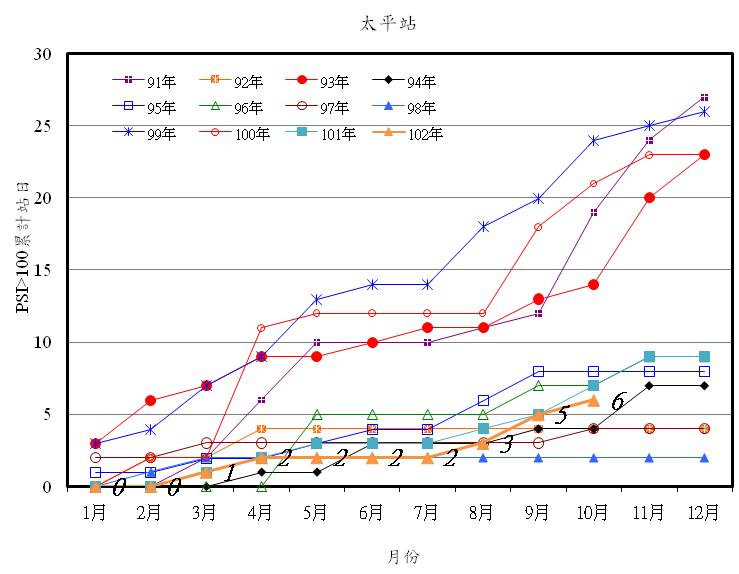 太平站
PSI>100累計站日
30
25
20
15
10
5
0
91年 92年 93年 94年
95年 96年 97年 98年
99年 100年 101年 102年
0 0 1 2 2 2 2 3 5 6
1月 2月 3月 4月 5月 6月 7月 8月 9月 10月 11月 12月
月份